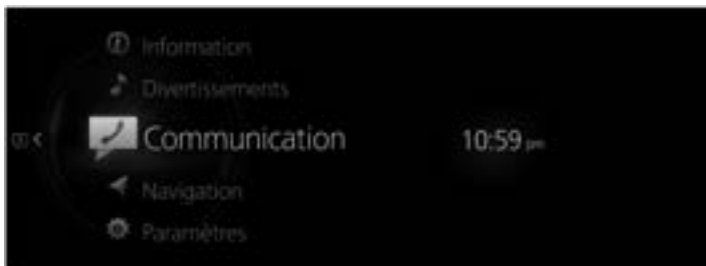 Information
Divertissements
Communication
10:59 pm
Navigation
Paramètres